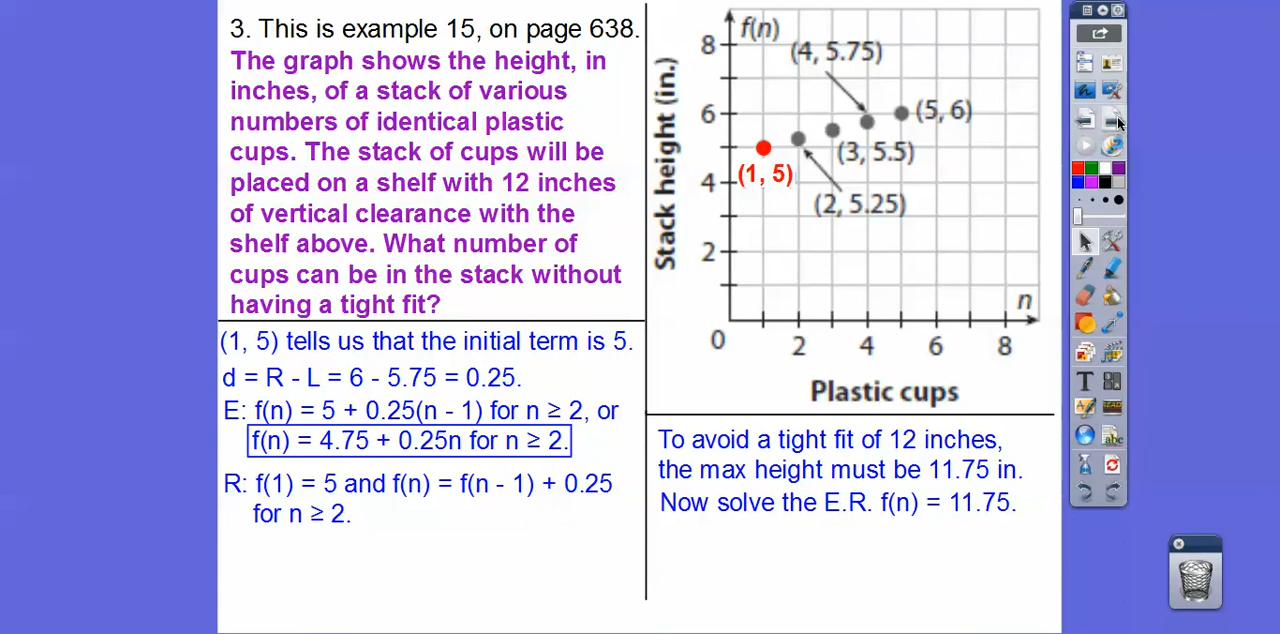 3. This is example 15, on page 638.
The graph shows the height, in
inches, of a stack of various
numbers of identical plastic
cups. The stack of cups will be
placed on a shelf with 12 inches
of vertical clearance with the
shelf above. What number of
cups can be in the stack without
having a tight fit?
(1, 5) tells us that the initial term is 5.
d = R - L = 6 - 5.75 = 0.25.
E: f(n) = 5 + 0.25(n - 1) for n ≥ 2, or
f(n) = 4.75 + 0.25n for n ≥ 2.
R: f(1) = 5 and f(n) = f(n - 1) + 0.25
for n ≥ 2.
Stack height (in.)
f(n)
8
6
4
2
0
2
4
6
8
n
(4, 5.75)
(5, 6)
(3, 5.5)
(1, 5)
(2, 5.25)
Plastic cups
To avoid a tight fit of 12 inches,
the max height must be 11.75 in.
Now solve the E.R. f(n) = 11.75.
T
abc